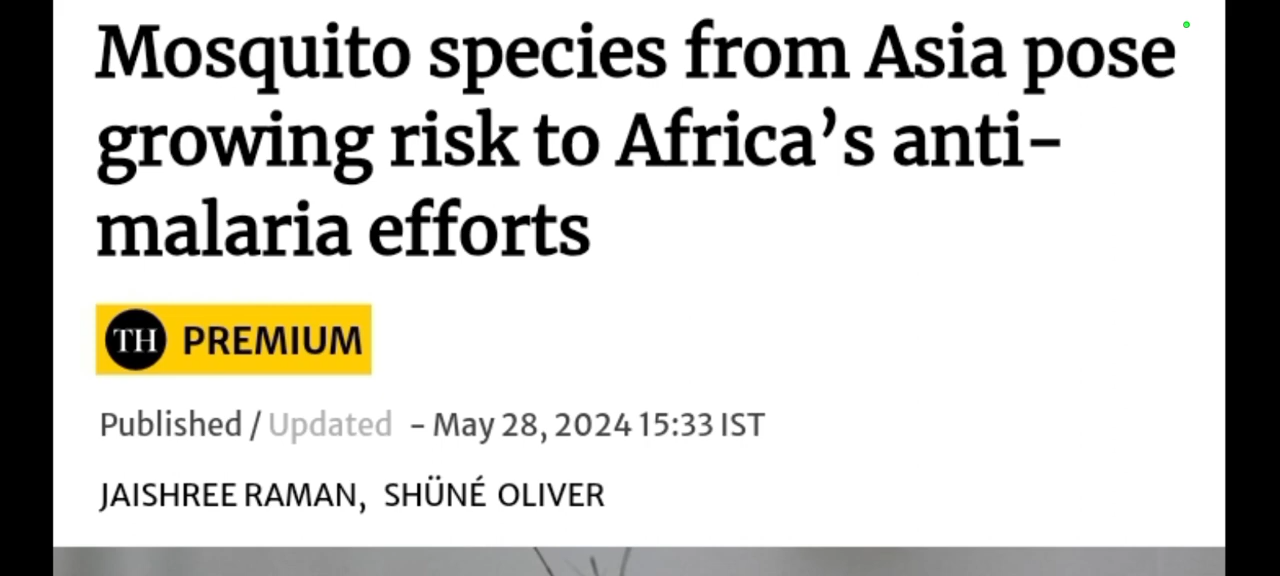 Mosquito species from Asia pose
growing risk to Africa’s anti-
malaria efforts
TH PREMIUM
Published / Updated – May 28, 2024 15:33 IST
JAISHREE RAMAN, SHÜNÉ OLIVER